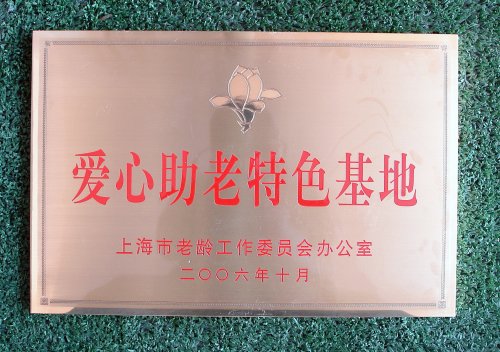 爱心助老特色基地
上海市老龄工作委员会办公室
二〇〇六年十月